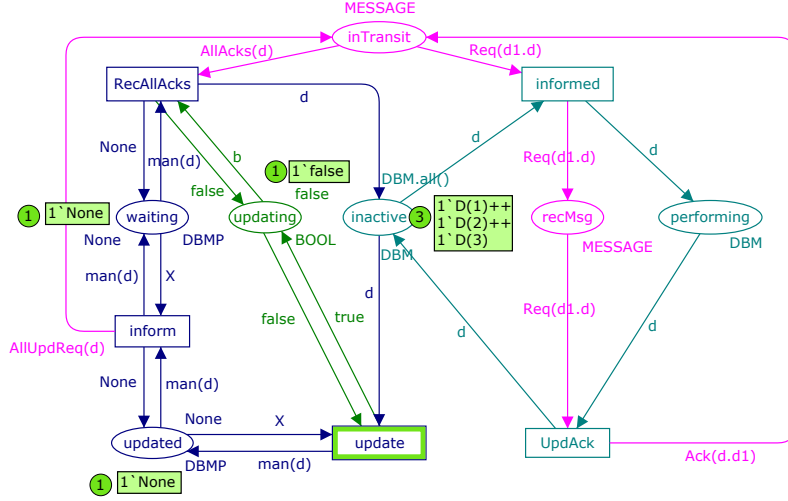 MESSAGE
inTransit
AllAcks(d)
Req(d1.d)
RecAllAcks
informed
d
None
man(d)
b
d
d
Req(d1.d)
1
1`false
false
false
DBM.all()
1
1`None
waiting
updating
inactive
3
1`D(1)++
1`D(2)++
1`D(3)
recMsg
performing
None
DBMP
BOOL
DBM
MESSAGE
DBM
man(d)
X
d
false
true
Req(d1.d)
d
d
inform
AllUpdReq(d)
None
man(d)
None
X
updated
update
UpdAck
DBMP
man(d)
Ack(d.d1)
1
1`None